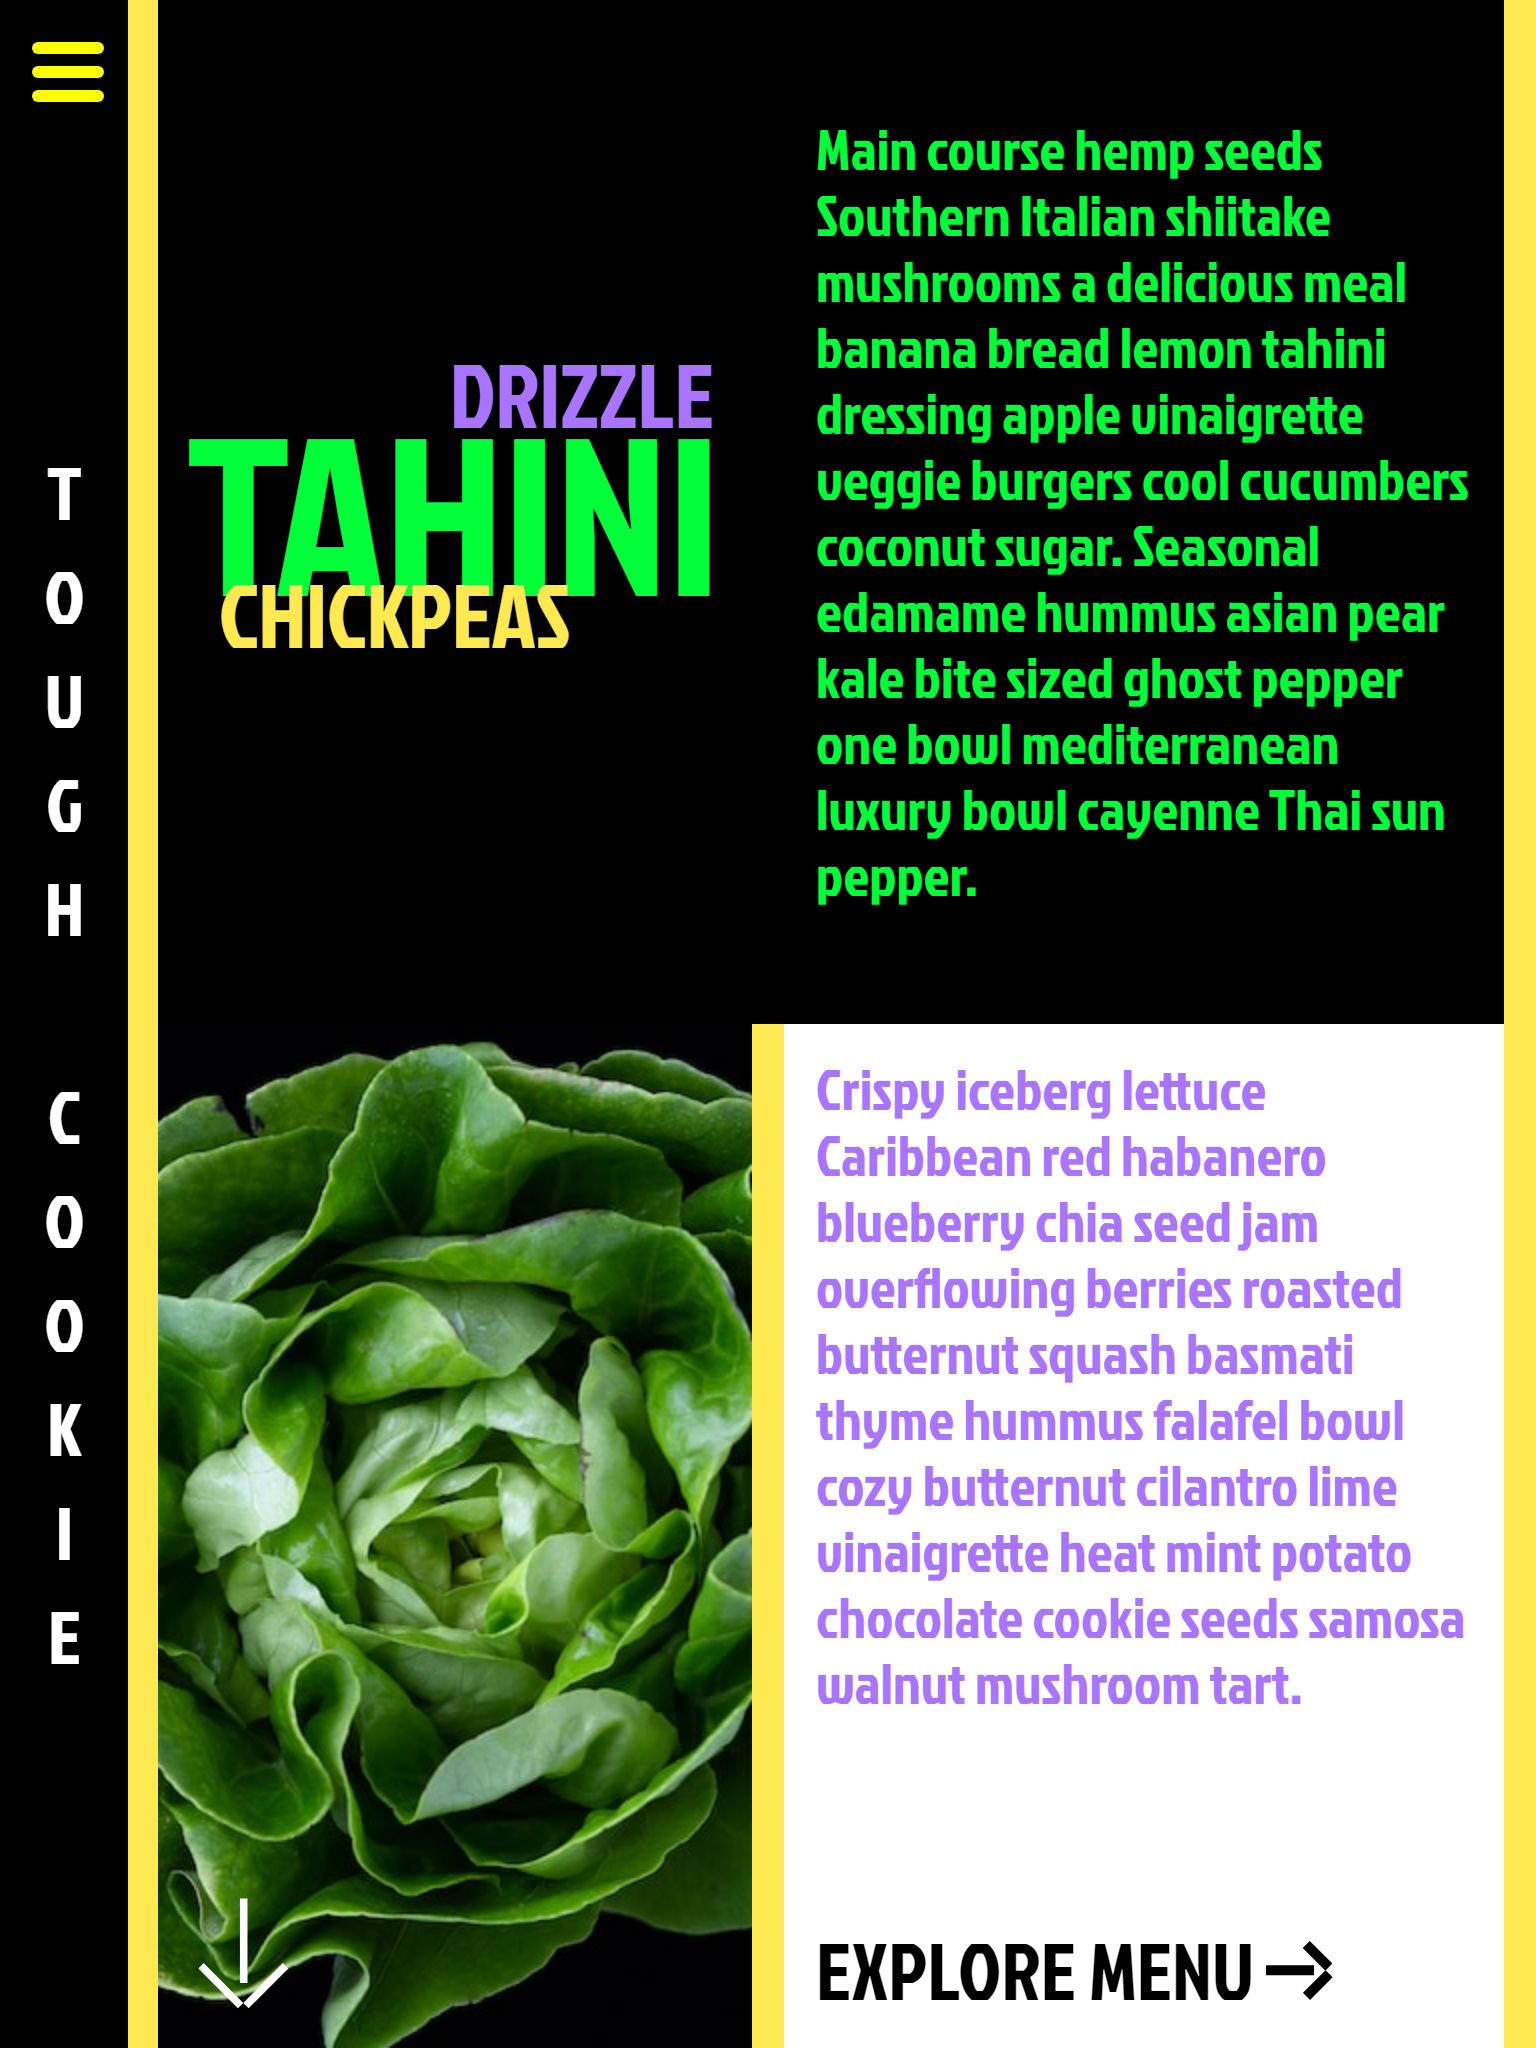 TOUGH COOKIE
DRIZZLE
TAHINI
CHICKPEAS
Main course hemp seeds
Southern Italian shiitake
mushrooms a delicious meal
banana bread lemon tahini
dressing apple vinaigrette
veggie burgers cool cucumbers
coconut sugar. Seasonal
edamame hummus asian pear
kale bite sized ghost pepper
one bowl mediterranean
luxury bowl cayenne Thai sun
pepper.
Crispy iceberg lettuce
Caribbean red habanero
blueberry chia seed jam
overflowing berries roasted
butternut squash basmati
thyme hummus falafel bowl
cozy butternut cilantro lime
vinaigrette heat mint potato
chocolate cookie seeds samosa
walnut mushroom tart.
EXPLORE MENU